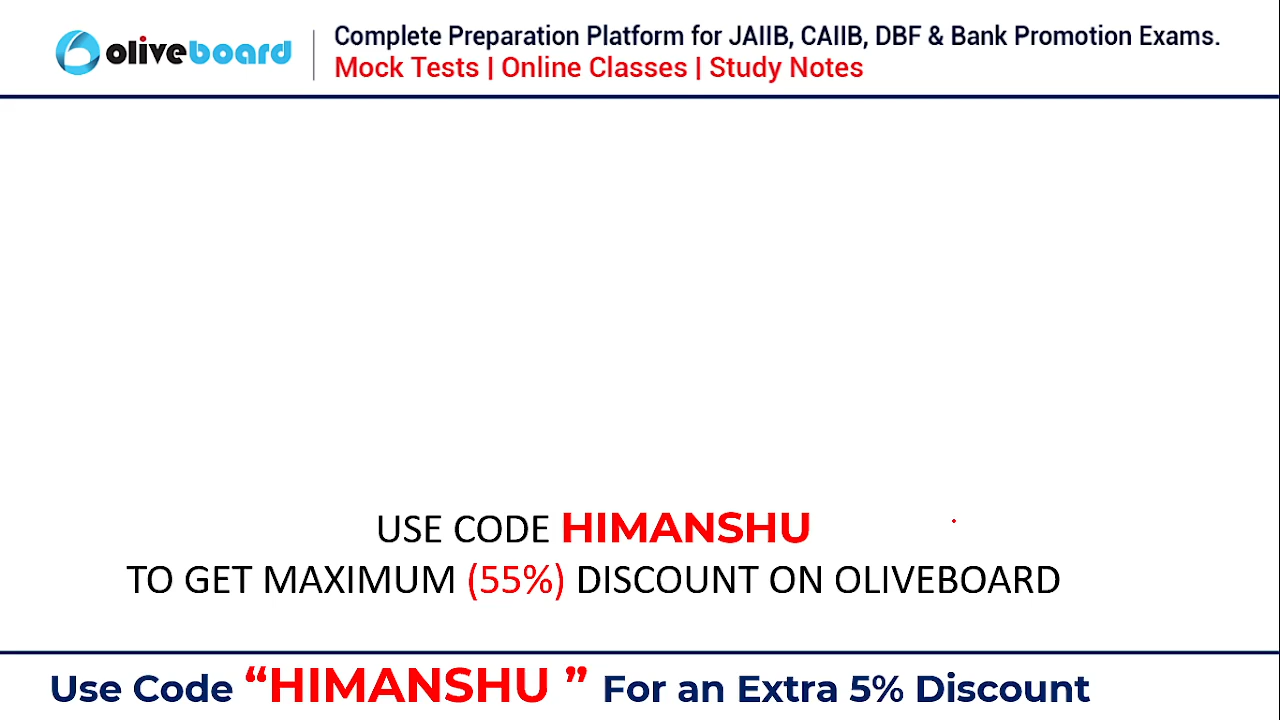 oliveboard
Complete Preparation Platform for JAIIB, CAIIB, DBF & Bank Promotion Exams.
Mock Tests | Online Classes | Study Notes
USE CODE HIMANSHU
TO GET MAXIMUM (55%) DISCOUNT ON OLIVEBOARD
Use Code “HIMANSHU ” For an Extra 5% Discount